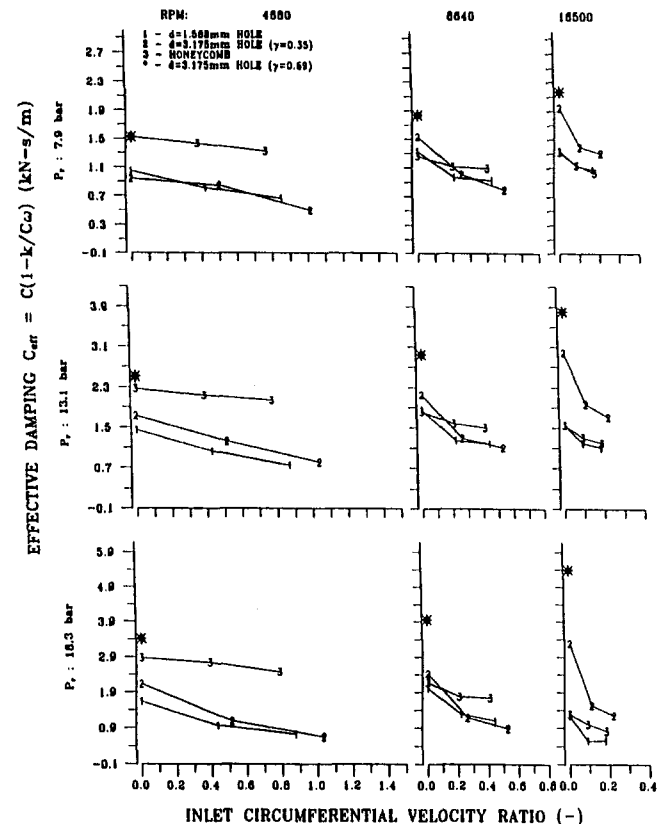 RPM: 4680 8640 16500
1 - d=1.588mm HOLE
2 - d=3.175mm HOLE (γ=0.35)
3 - HONEYCOMB
* - d=3.175mm HOLE (γ=0.69)
EFFECTIVE DAMPING Ceff = C(1-k/Cω) (kN-s/m)
Pr : 7.9 bar
2.7
2.3
1.9
1.5
1.1
0.7
0.3
-0.1
Pr : 13.1 bar
3.9
3.1
2.3
1.5
0.7
-0.1
Pr : 18.3 bar
5.9
4.9
3.9
2.9
1.9
0.9
-0.1
0.0 0.2 0.4 0.6 0.8 1.0 1.2 1.4 0.0 0.2 0.4 0.6 0.8 0.0 0.2 0.4
INLET CIRCUMFERENTIAL VELOCITY RATIO (-)